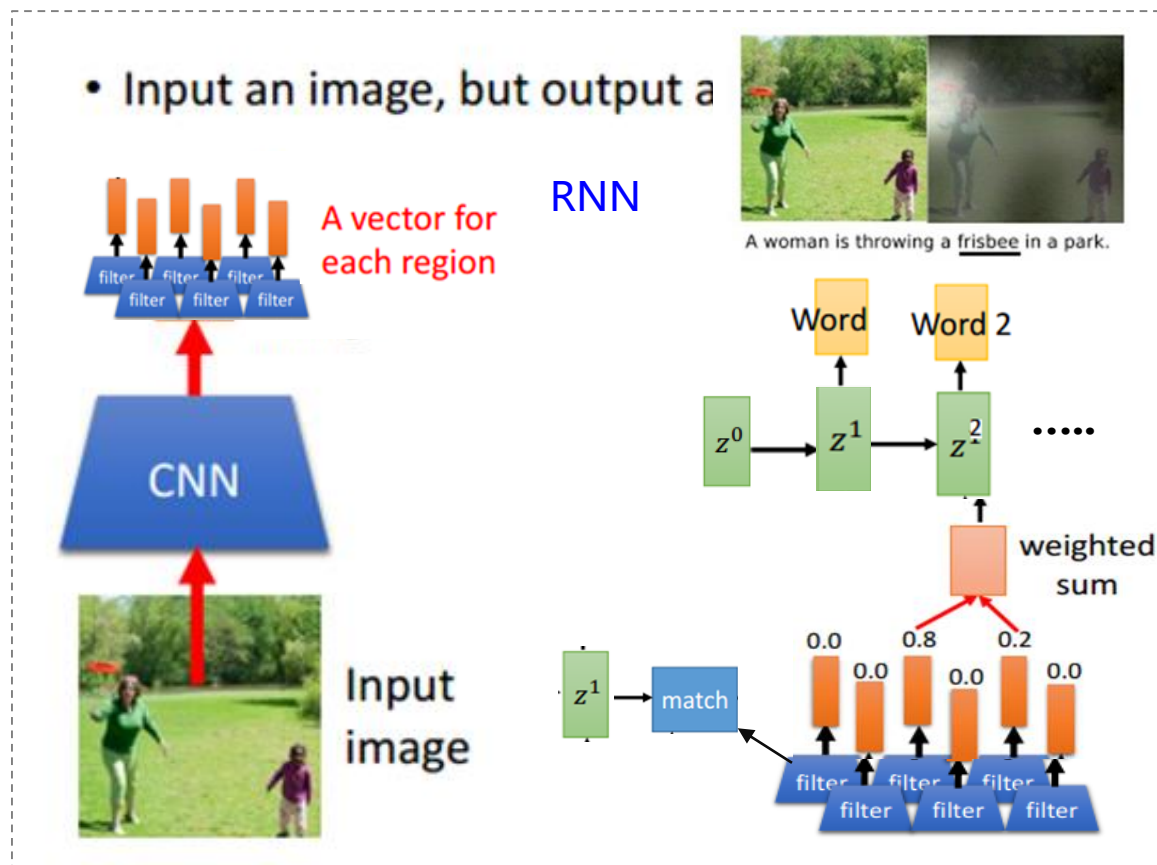 • Input an image, but output a
A vector for
each region
filter filter filter
filter filter filter
CNN
Input
image
RNN
A woman is throwing a frisbee in a park.
Word
Word 2
z⁰
z¹
z²
.....
weighted
sum
0.0 0.8 0.2
0.0 0.0 0.0
z¹
match
filter filter filter
filter filter filter